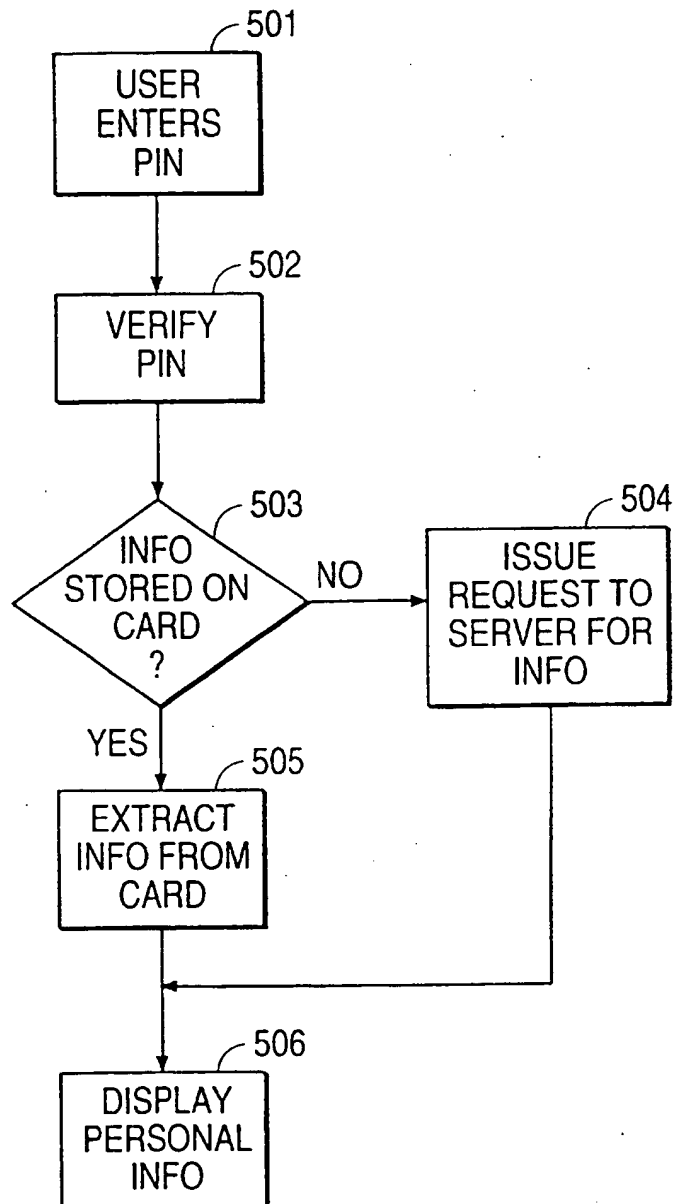 501
USER
ENTERS
PIN
502
VERIFY
PIN
503
INFO
STORED ON
CARD
?
NO
504
ISSUE
REQUEST TO
SERVER FOR
INFO
YES
505
EXTRACT
INFO FROM
CARD
506
DISPLAY
PERSONAL
INFO